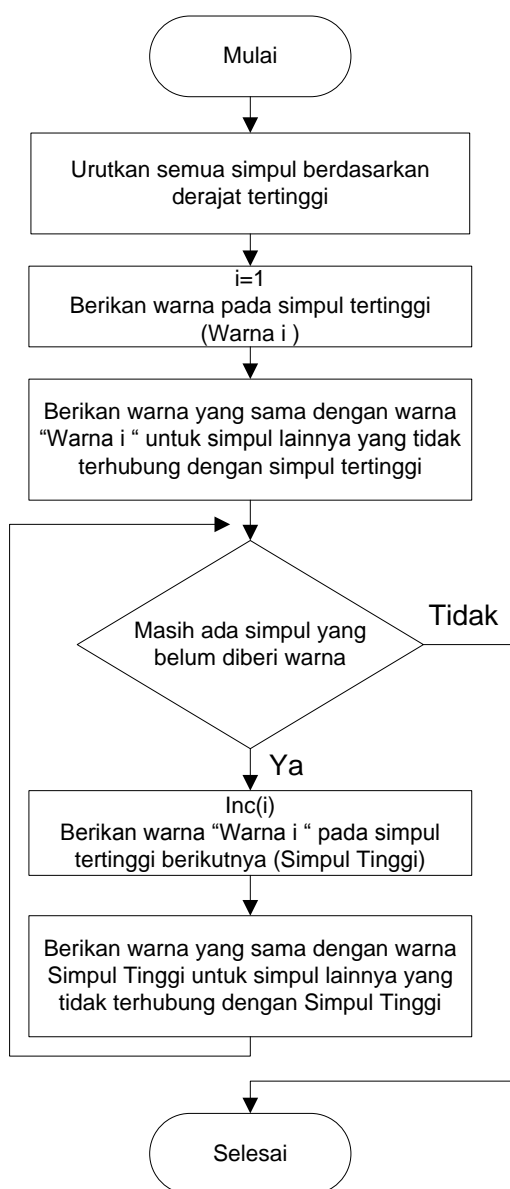 Mulai
Urutkan semua simpul berdasarkan
derajat tertinggi
i=1
Berikan warna pada simpul tertinggi
(Warna i )
Berikan warna yang sama dengan warna
“Warna i “ untuk simpul lainnya yang tidak
terhubung dengan simpul tertinggi
Masih ada simpul yang
belum diberi warna
Tidak
Ya
Inc(i)
Berikan warna “Warna i “ pada simpul
tertinggi berikutnya (Simpul Tinggi)
Berikan warna yang sama dengan warna
Simpul Tinggi untuk simpul lainnya yang
tidak terhubung dengan Simpul Tinggi
Selesai